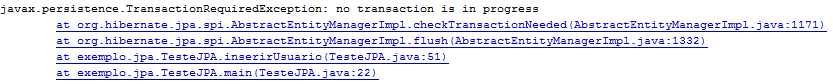 javax.persistence.TransactionRequiredException: no transaction is in progress
at org.hibernate.jpa.spi.AbstractEntityManagerImpl.checkTransactionNeeded(AbstractEntityManagerImpl.java:1171)
at org.hibernate.jpa.spi.AbstractEntityManagerImpl.flush(AbstractEntityManagerImpl.java:1332)
at exemplo.jpa.TesteJPA.inserirUsuario(TesteJPA.java:51)
at exemplo.jpa.TesteJPA.main(TesteJPA.java:22)